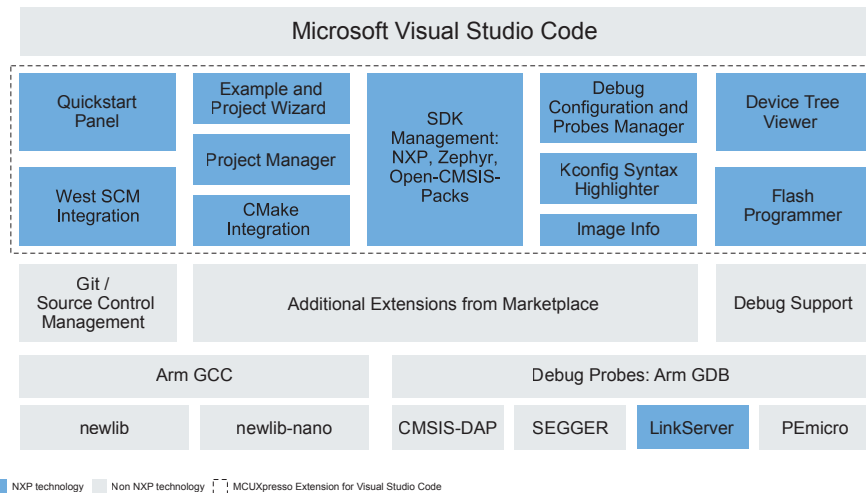 Microsoft Visual Studio Code
Quickstart
Panel
West SCM
Integration
Example and
Project Wizard
Project Manager
CMake
Integration
SDK
Management:
NXP, Zephyr,
Open-CMSIS-
Packs
Debug
Configuration and
Probes Manager
Kconfig Syntax
Highlighter
Image Info
Device Tree
Viewer
Flash
Programmer
Git /
Source Control
Management
Additional Extensions from Marketplace
Debug Support
Arm GCC
Debug Probes: Arm GDB
newlib
newlib-nano
CMSIS-DAP
SEGGER
LinkServer
PEmicro
NXP technology
Non NXP technology
MCUXpresso Extension for Visual Studio Code